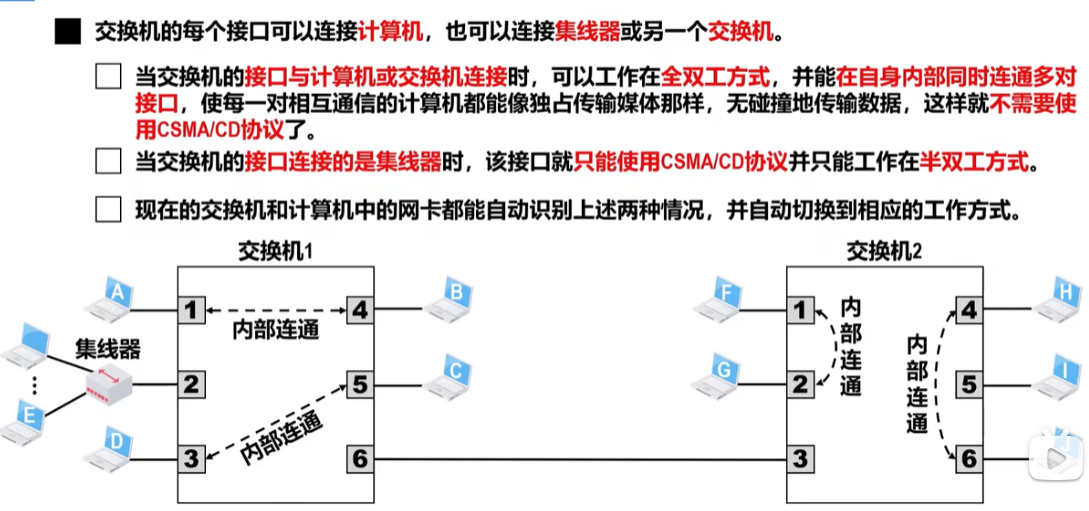 交换机的每个接口可以连接计算机，也可以连接集线器或另一个交换机。
当交换机的接口与计算机或交换机连接时，可以工作在全双工方式，并能在自身内部同时连通多对
接口，使每一对相互通信的计算机都能像独占传输媒体那样，无碰撞地传输数据，这样就不需要使
用CSMA/CD协议了。
当交换机的接口连接的是集线器时，该接口就只能使用CSMA/CD协议并只能工作在半双工方式。
现在的交换机和计算机中的网卡都能自动识别上述两种情况，并自动切换到相应的工作方式。
交换机1
交换机2
A
1
4
B
内部连通
集线器
2
5
C
E
D
3
内部连通
6
F
1
内部连通
4
H
G
2
内部连通
5
I
3
6
J